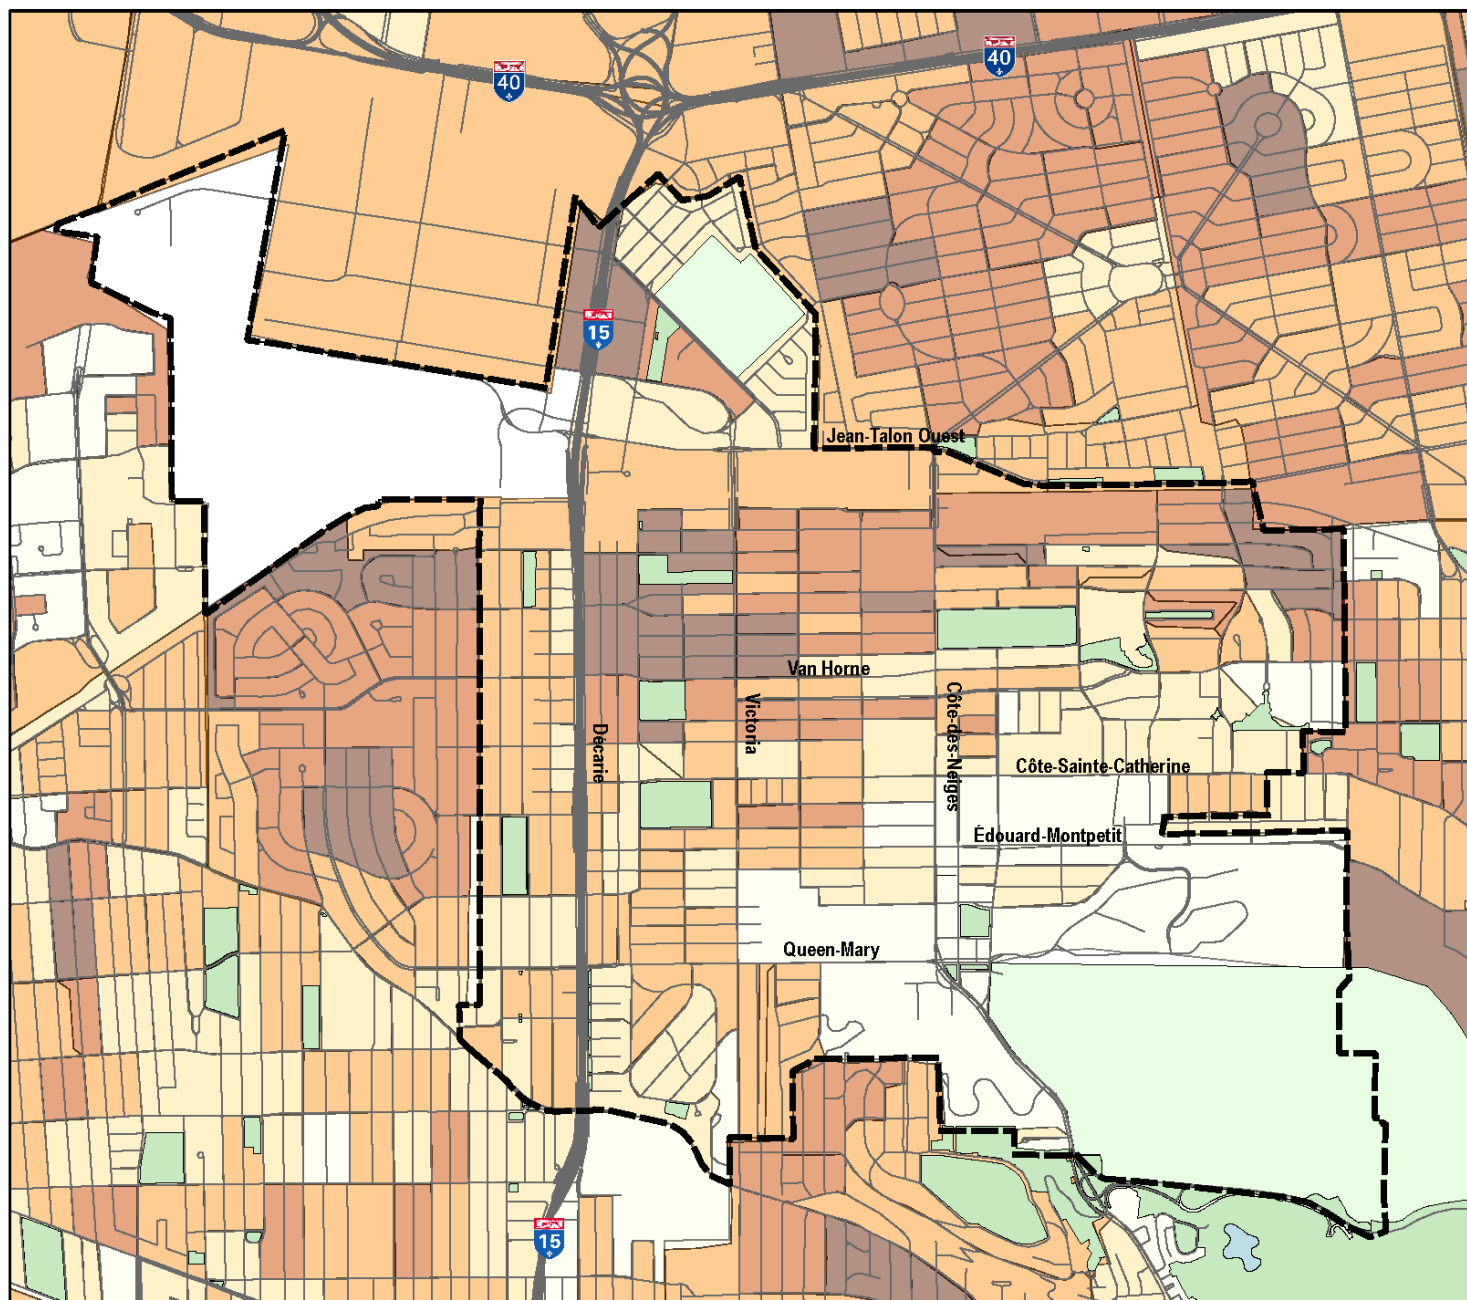 40
40
15
Jean-Talon Ouest
Van Horne
Côte-des-Neiges
Victoria
Décarie
Côte-Sainte-Catherine
Édouard-Montpetit
Queen-Mary
15